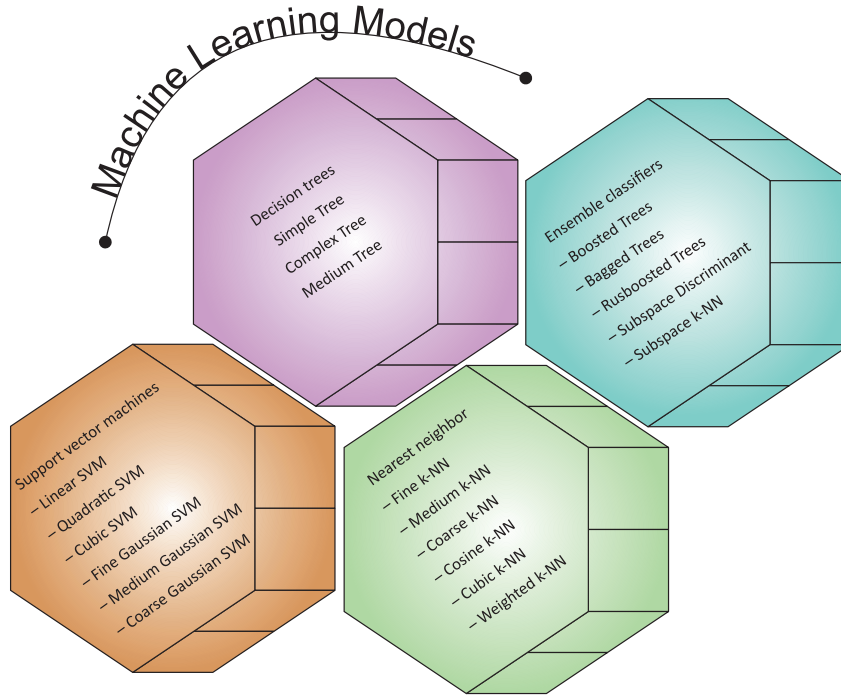 Machine Learning Models
Decision trees
Simple Tree
Complex Tree
Medium Tree
Ensemble classifiers
– Boosted Trees
– Bagged Trees
– Rusboosted Trees
– Subspace Discriminant
– Subspace k-NN
Support vector machines
– Linear SVM
– Quadratic SVM
– Cubic SVM
– Fine Gaussian SVM
– Medium Gaussian SVM
– Coarse Gaussian SVM
Nearest neighbor
– Fine k-NN
– Medium k-NN
– Coarse k-NN
– Cosine k-NN
– Cubic k-NN
– Weighted k-NN